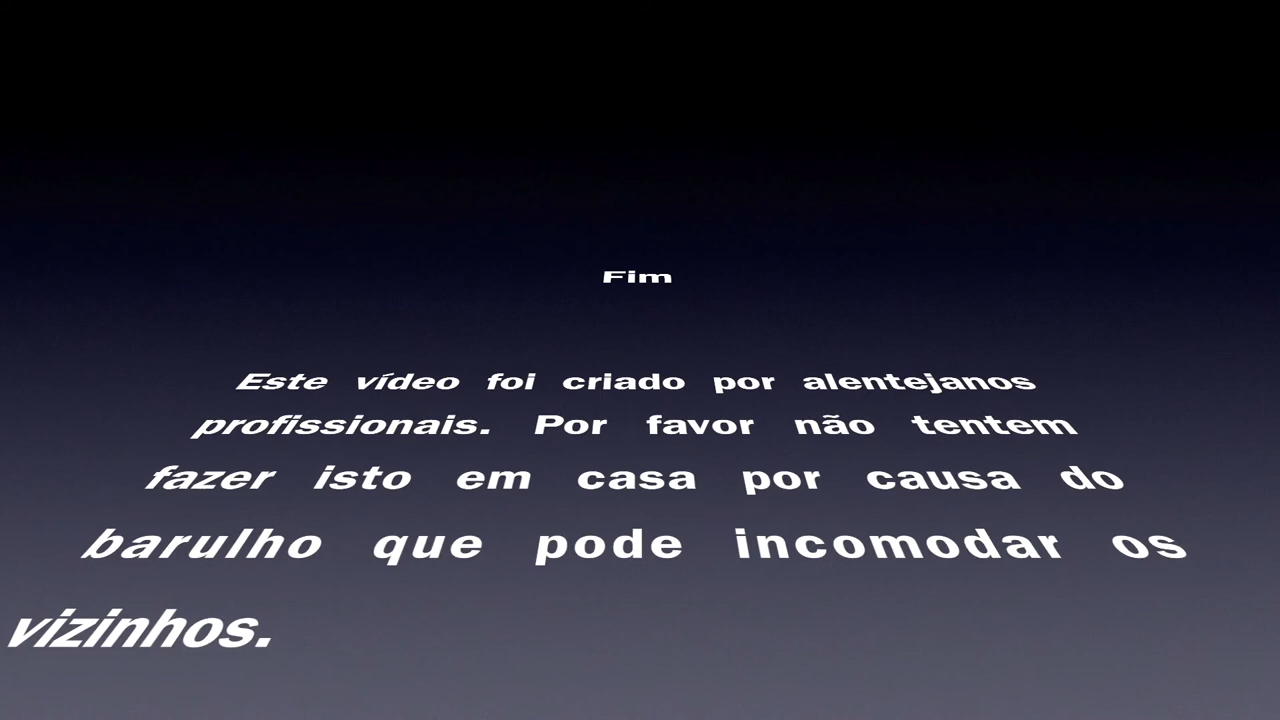 Fim
Este vídeo foi criado por alentejanos
profissionais. Por favor não tentem
fazer isto em casa por causa do
barulho que pode incomodar os
vizinhos.